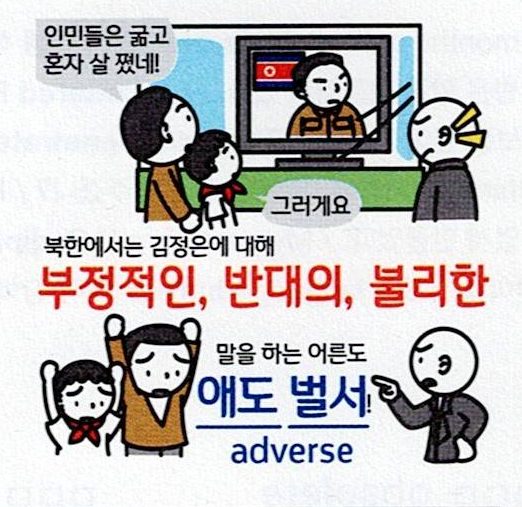 인민들은 굶고
혼자 살 쪘네!
그러게요
북한에서는 김정은에 대해
부정적인, 반대의, 불리한
말을 하는 어른도
애도 벌서!
adverse